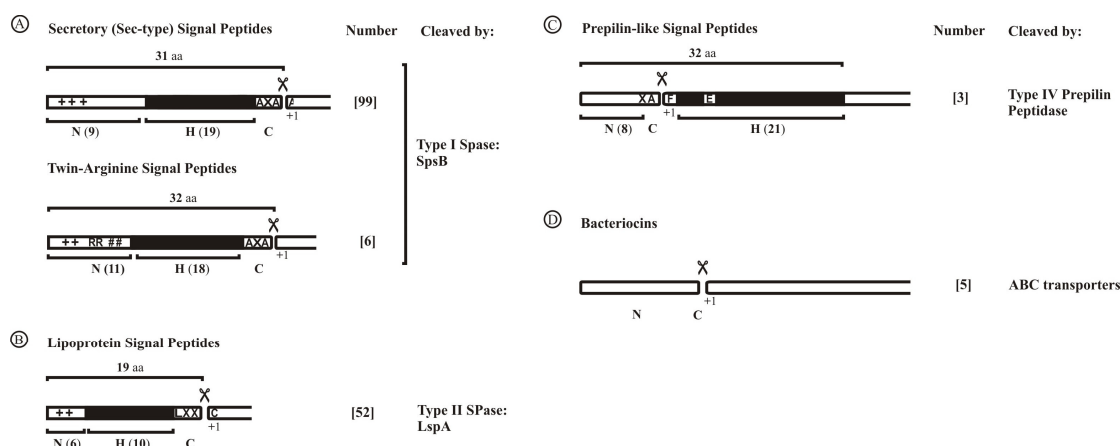 A Secretory (Sec-type) Signal Peptides Number Cleaved by:
31 aa
+ + + AXA A [99]
+1
N (9) H (19) C
Type I Spase:
SpsB
Twin-Arginine Signal Peptides
32 aa
++ RR ## AXA [6]
+1
N (11) H (18) C
B Lipoprotein Signal Peptides
19 aa
++ LXX C [52] Type II SPase:
LspA
+1
N (6) H (10) C
C Prepilin-like Signal Peptides Number Cleaved by:
32 aa
XA F E [3] Type IV Prepilin
Peptidase
+1
N (8) C H (21)
D Bacteriocins
[5] ABC transporters
+1
N C